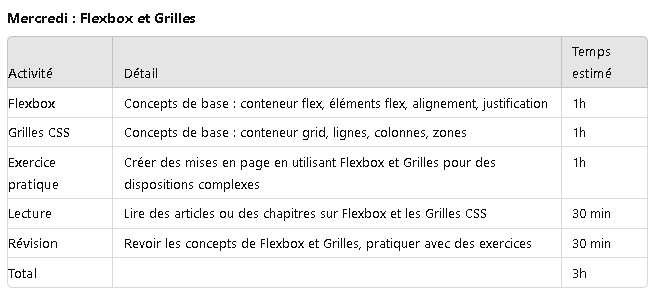 Mercredi : Flexbox et Grilles
Activité Détail Temps estimé
Flexbox Concepts de base : conteneur flex, éléments flex, alignement, justification 1h
Grilles CSS Concepts de base : conteneur grid, lignes, colonnes, zones 1h
Exercice pratique Créer des mises en page en utilisant Flexbox et Grilles pour des dispositions complexes 1h
Lecture Lire des articles ou des chapitres sur Flexbox et les Grilles CSS 30 min
Révision Revoir les concepts de Flexbox et Grilles, pratiquer avec des exercices 30 min
Total 3h